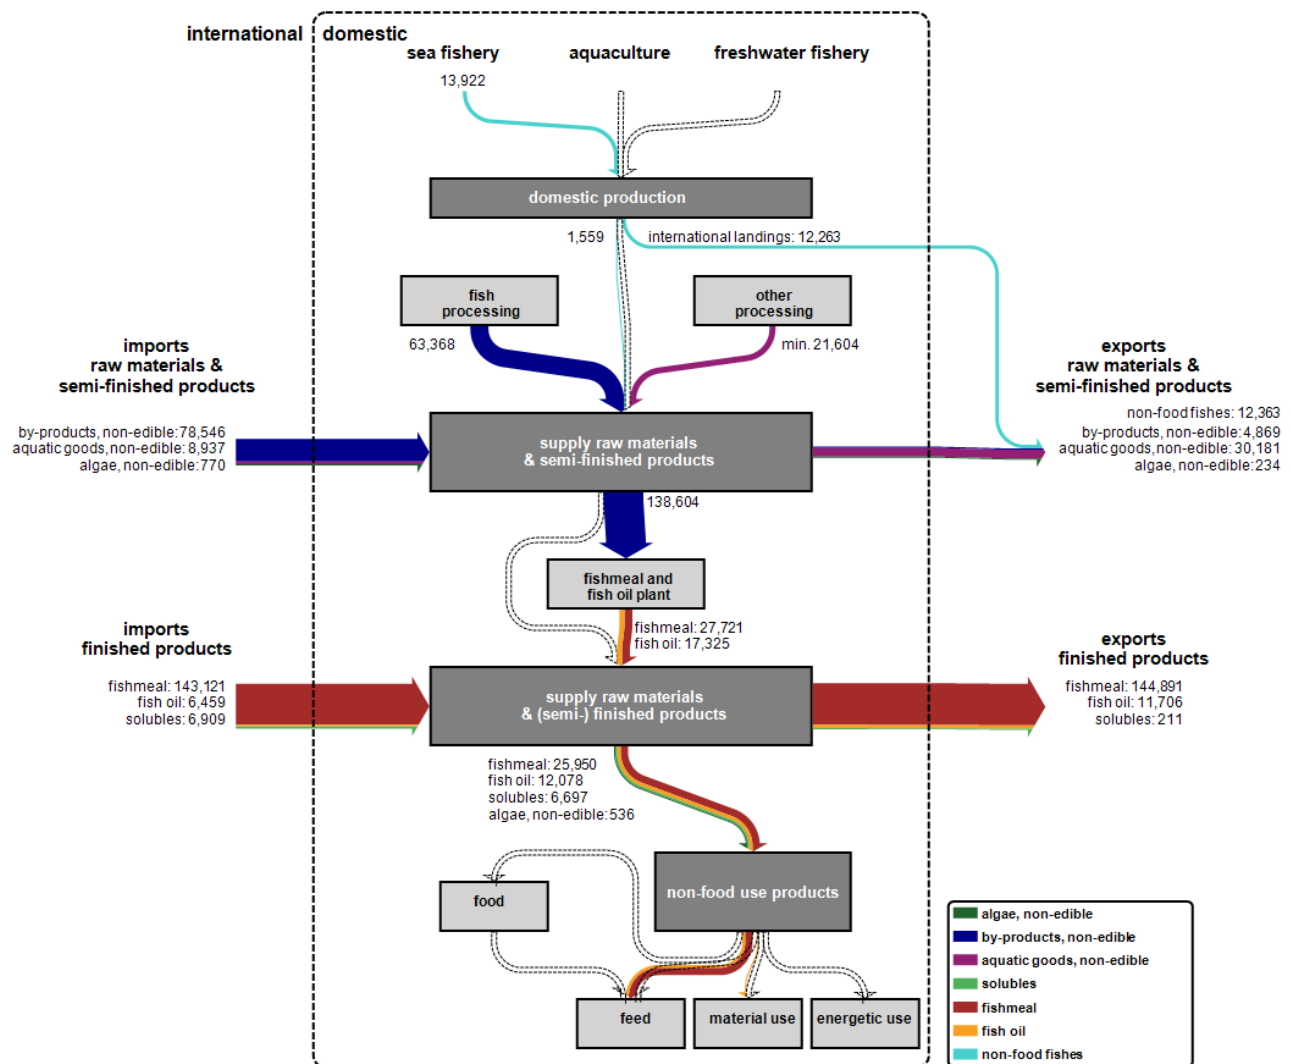 international
domestic
sea fishery
aquaculture
freshwater fishery
13,922
domestic production
1,559
international landings: 12,263
fish
processing
other
processing
63,368
min. 21,604
imports
raw materials &
semi-finished products
exports
raw materials &
semi-finished products
by-products, non-edible: 78,546
aquatic goods, non-edible: 8,937
algae, non-edible: 770
supply raw materials
& semi-finished products
non-food fishes: 12,363
by-products, non-edible: 4,869
aquatic goods, non-edible: 30,181
algae, non-edible: 234
138,604
fishmeal and
fish oil plant
fishmeal: 27,721
fish oil: 17,325
imports
finished products
exports
finished products
fishmeal: 143,121
fish oil: 6,459
solubles: 6,909
supply raw materials
& (semi-) finished products
fishmeal: 144,891
fish oil: 11,706
solubles: 211
fishmeal: 25,950
fish oil: 12,078
solubles: 6,697
algae, non-edible: 536
food
non-food use products
feed
material use
energetic use
algae, non-edible
by-products, non-edible
aquatic goods, non-edible
solubles
fishmeal
fish oil
non-food fishes